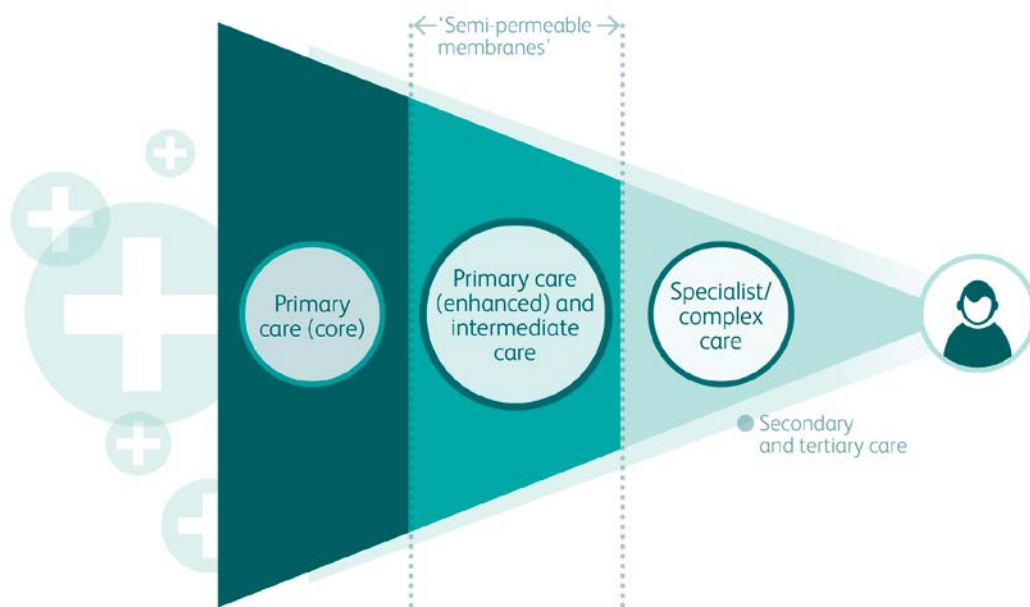 ‘Semi-permeable
membranes’
Primary
care (core)
Primary care
(enhanced) and
intermediate
care
Specialist/
complex
care
Secondary
and tertiary care